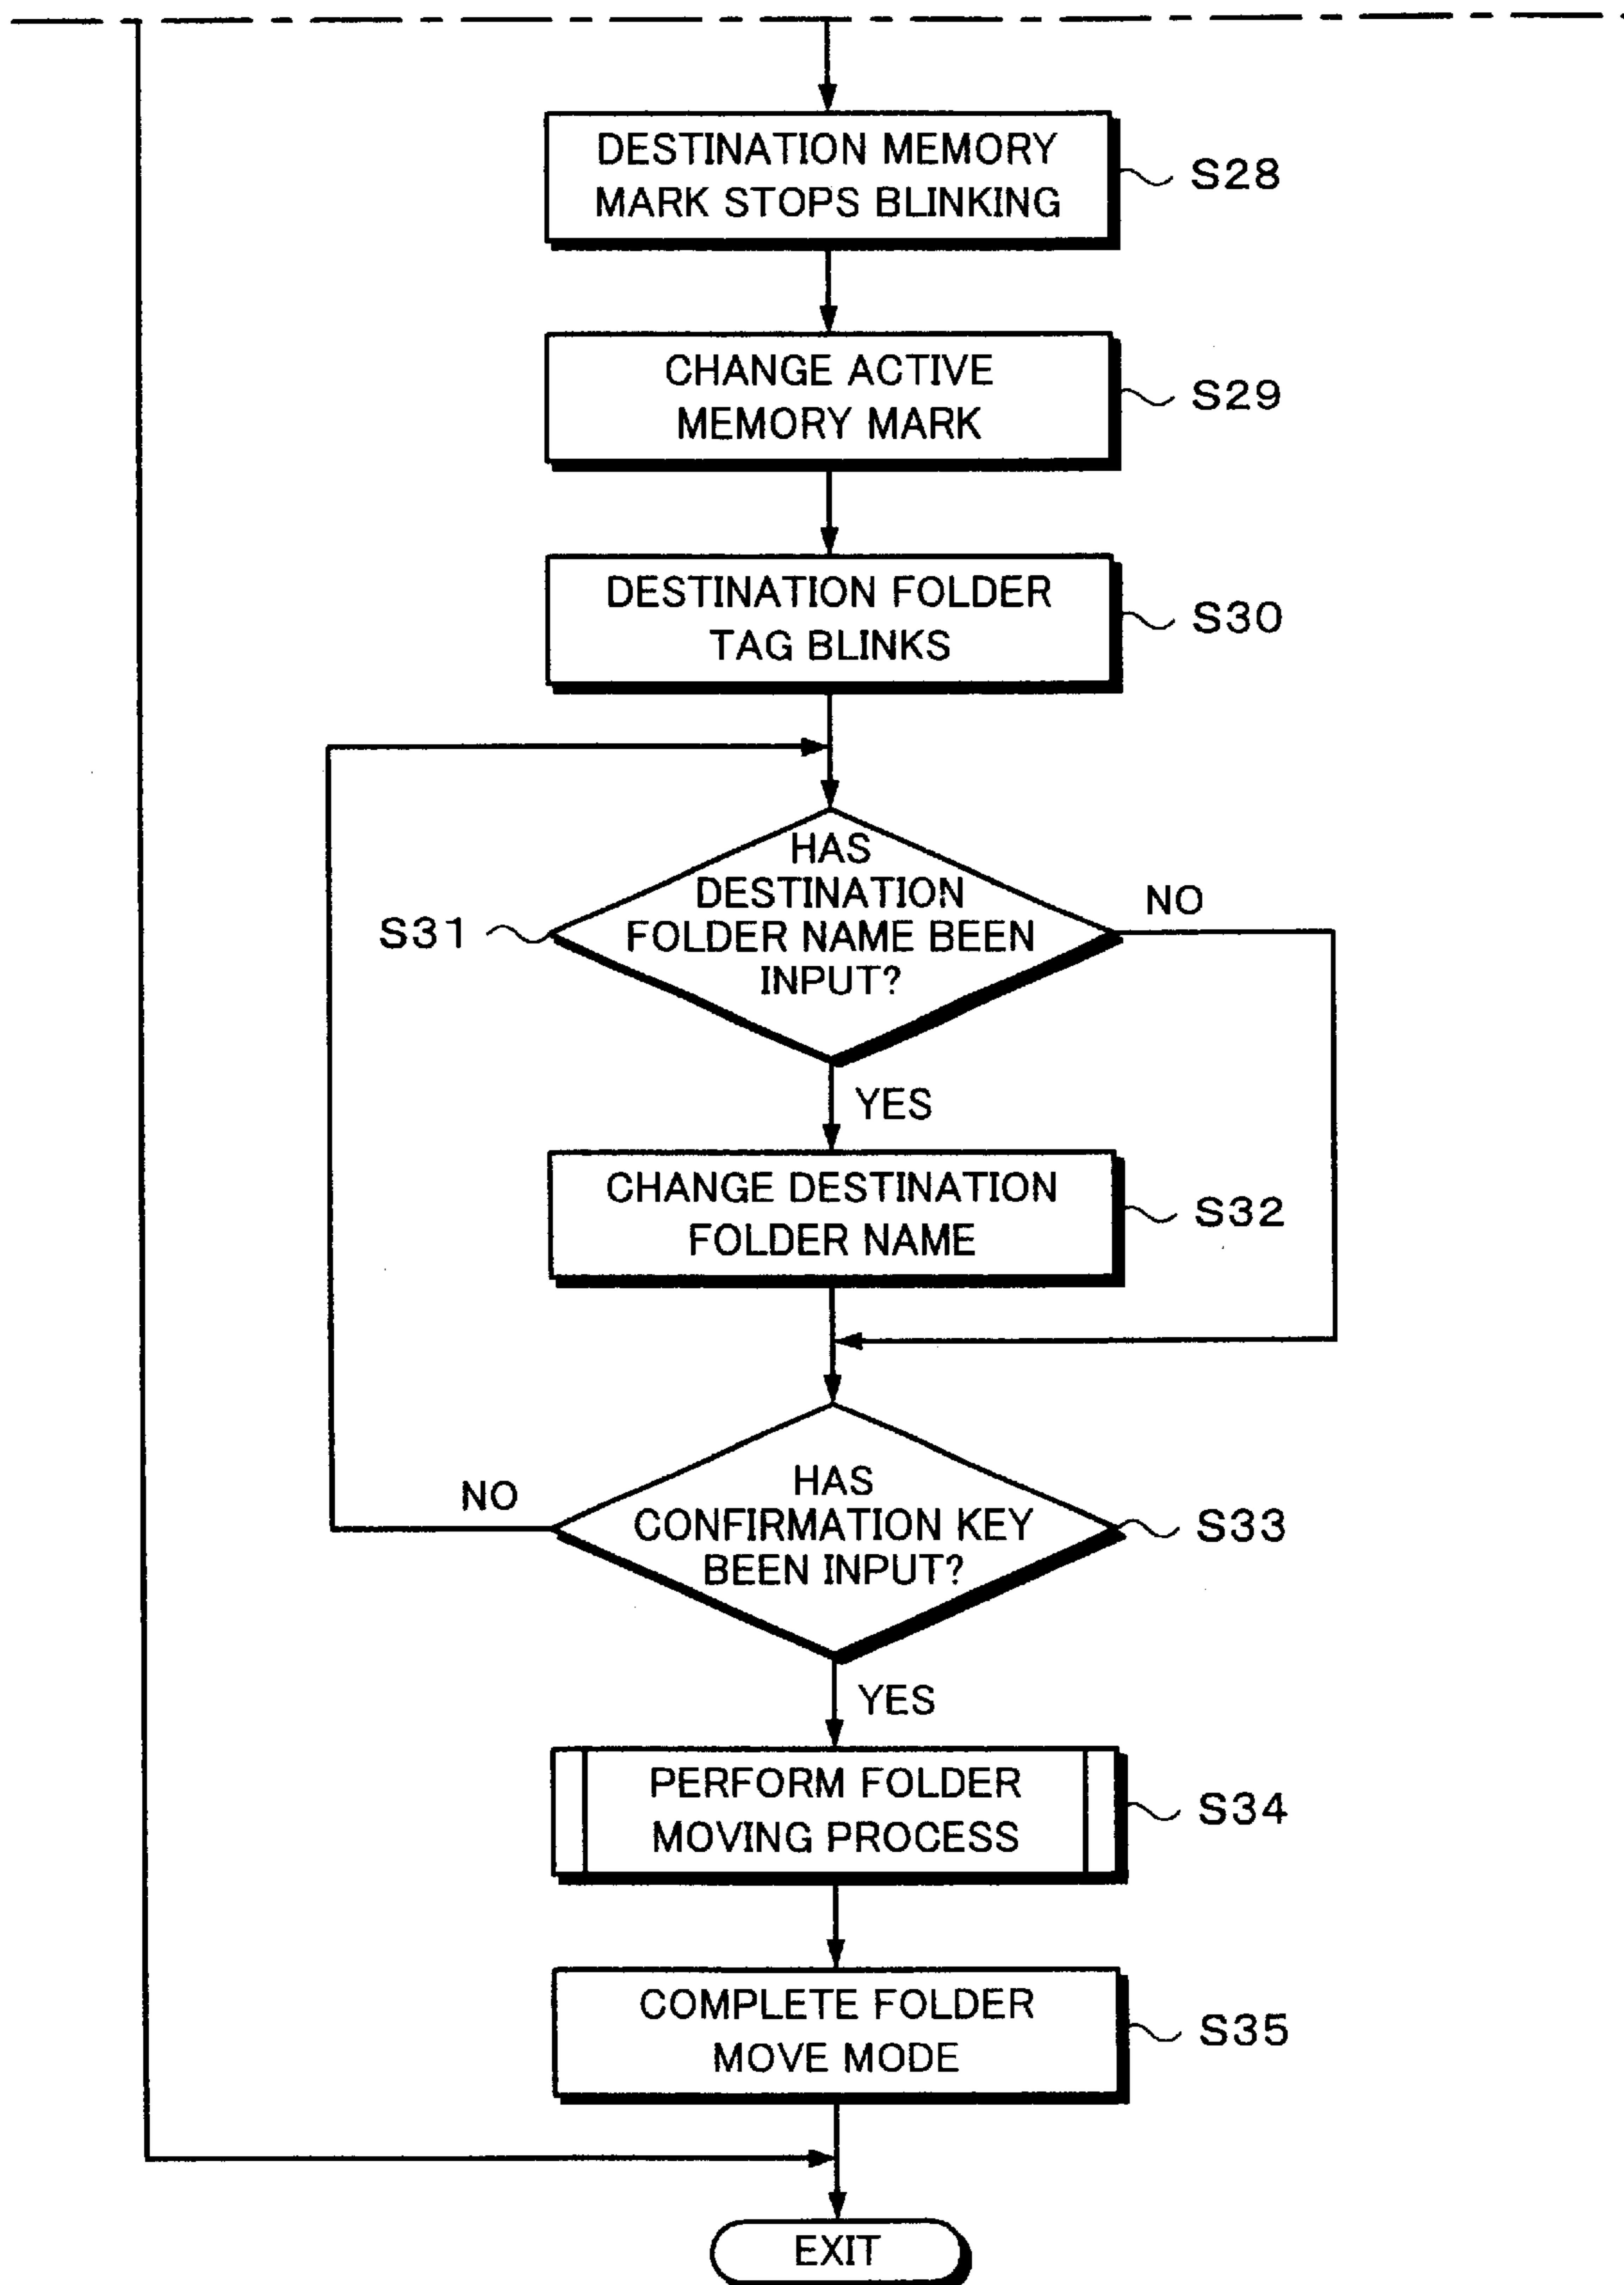 DESTINATION MEMORY
MARK STOPS BLINKING
S28
CHANGE ACTIVE
MEMORY MARK
S29
DESTINATION FOLDER
TAG BLINKS
S30
HAS
DESTINATION
FOLDER NAME BEEN
INPUT?
S31
NO
YES
CHANGE DESTINATION
FOLDER NAME
S32
HAS
CONFIRMATION KEY
BEEN INPUT?
NO
S33
YES
PERFORM FOLDER
MOVING PROCESS
S34
COMPLETE FOLDER
MOVE MODE
S35
EXIT